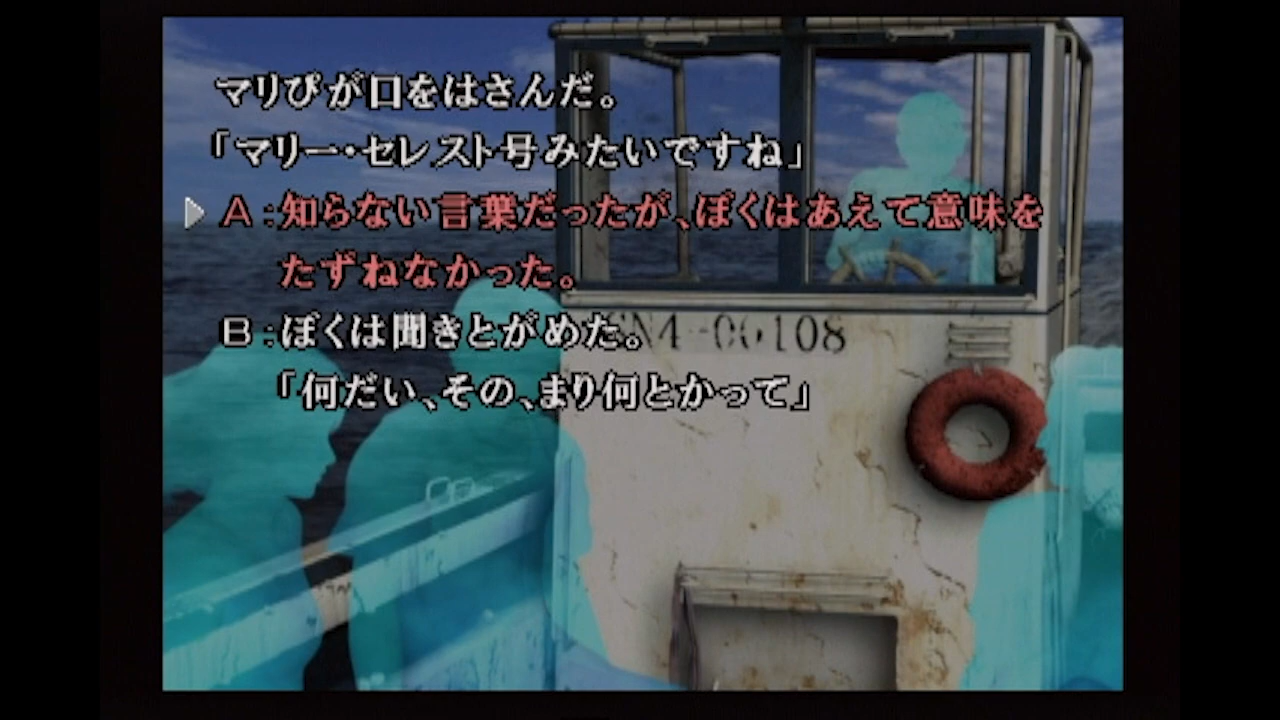 マリぴが口をはさんだ。
「マリー・セレスト号みたいですね」
A：知らない言葉だったが、ぼくはあえて意味を
たずねなかった。
B：ぼくは聞きとがめた。
「何だい、その、まり何とかって」